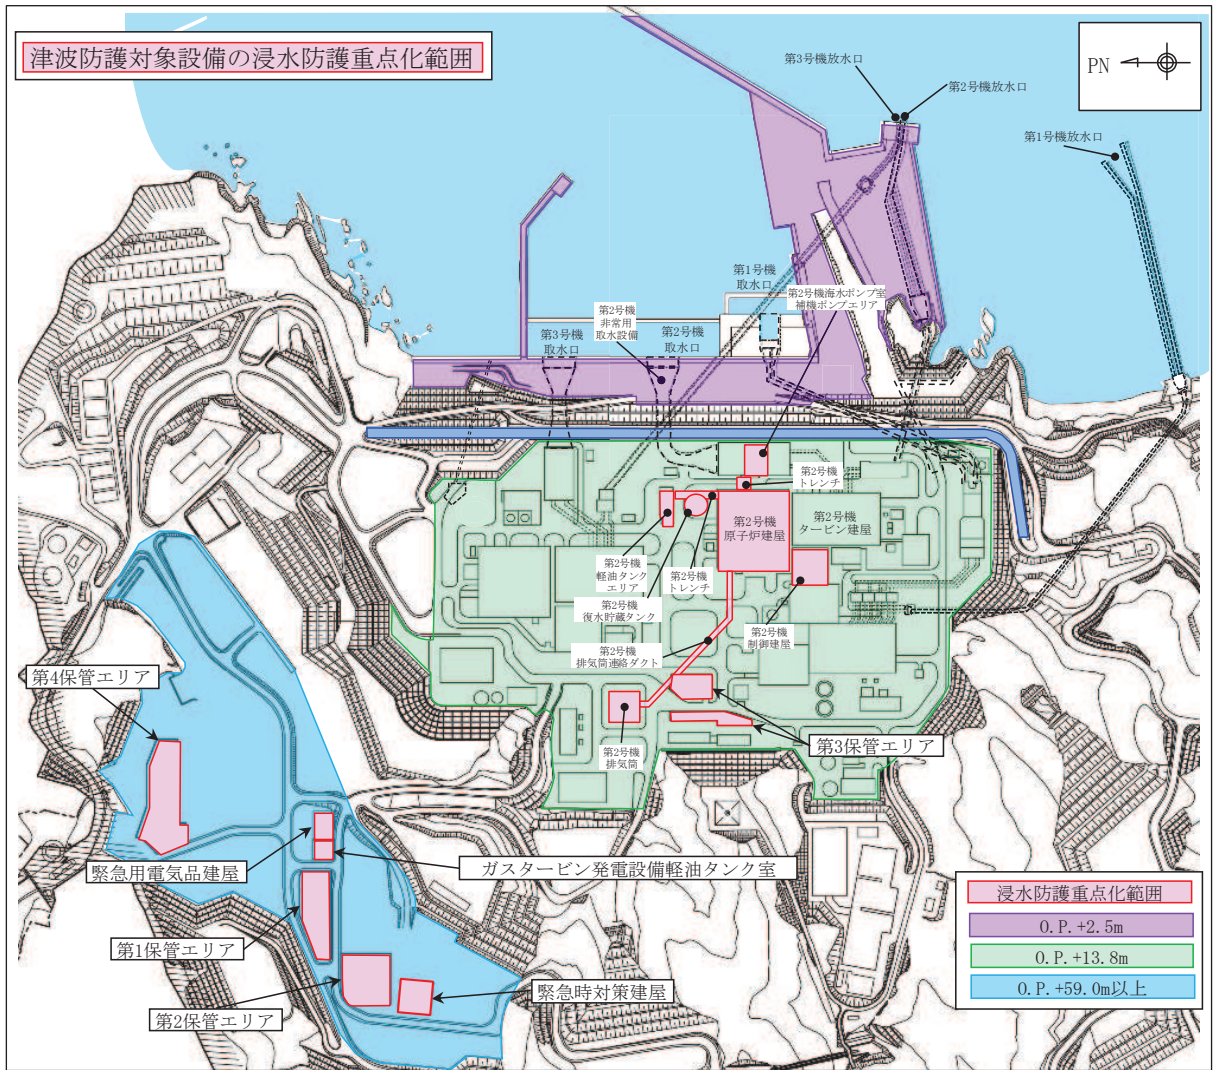 津波防護対象設備の浸水防護重点化範囲
PN
第3号機放水口
第2号機放水口
第1号機放水口
第1号機
取水口
第2号機海水ポンプ室
補機ポンプエリア
第2号機
非常用
取水設備
第3号機
取水口
第2号機
取水口
第2号機
トレンチ
第2号機
原子炉建屋
第2号機
タービン建屋
第2号機
軽油タンク
エリア
第2号機
トレンチ
第2号機
復水貯蔵タンク
第2号機
制御建屋
第2号機
排気筒連絡ダクト
第4保管エリア
第3保管エリア
第2号機
排気筒
緊急用電気品建屋
ガスタービン発電設備軽油タンク室
第1保管エリア
緊急時対策建屋
第2保管エリア
浸水防護重点化範囲
O.P.+2.5m
O.P.+13.8m
O.P.+59.0m以上